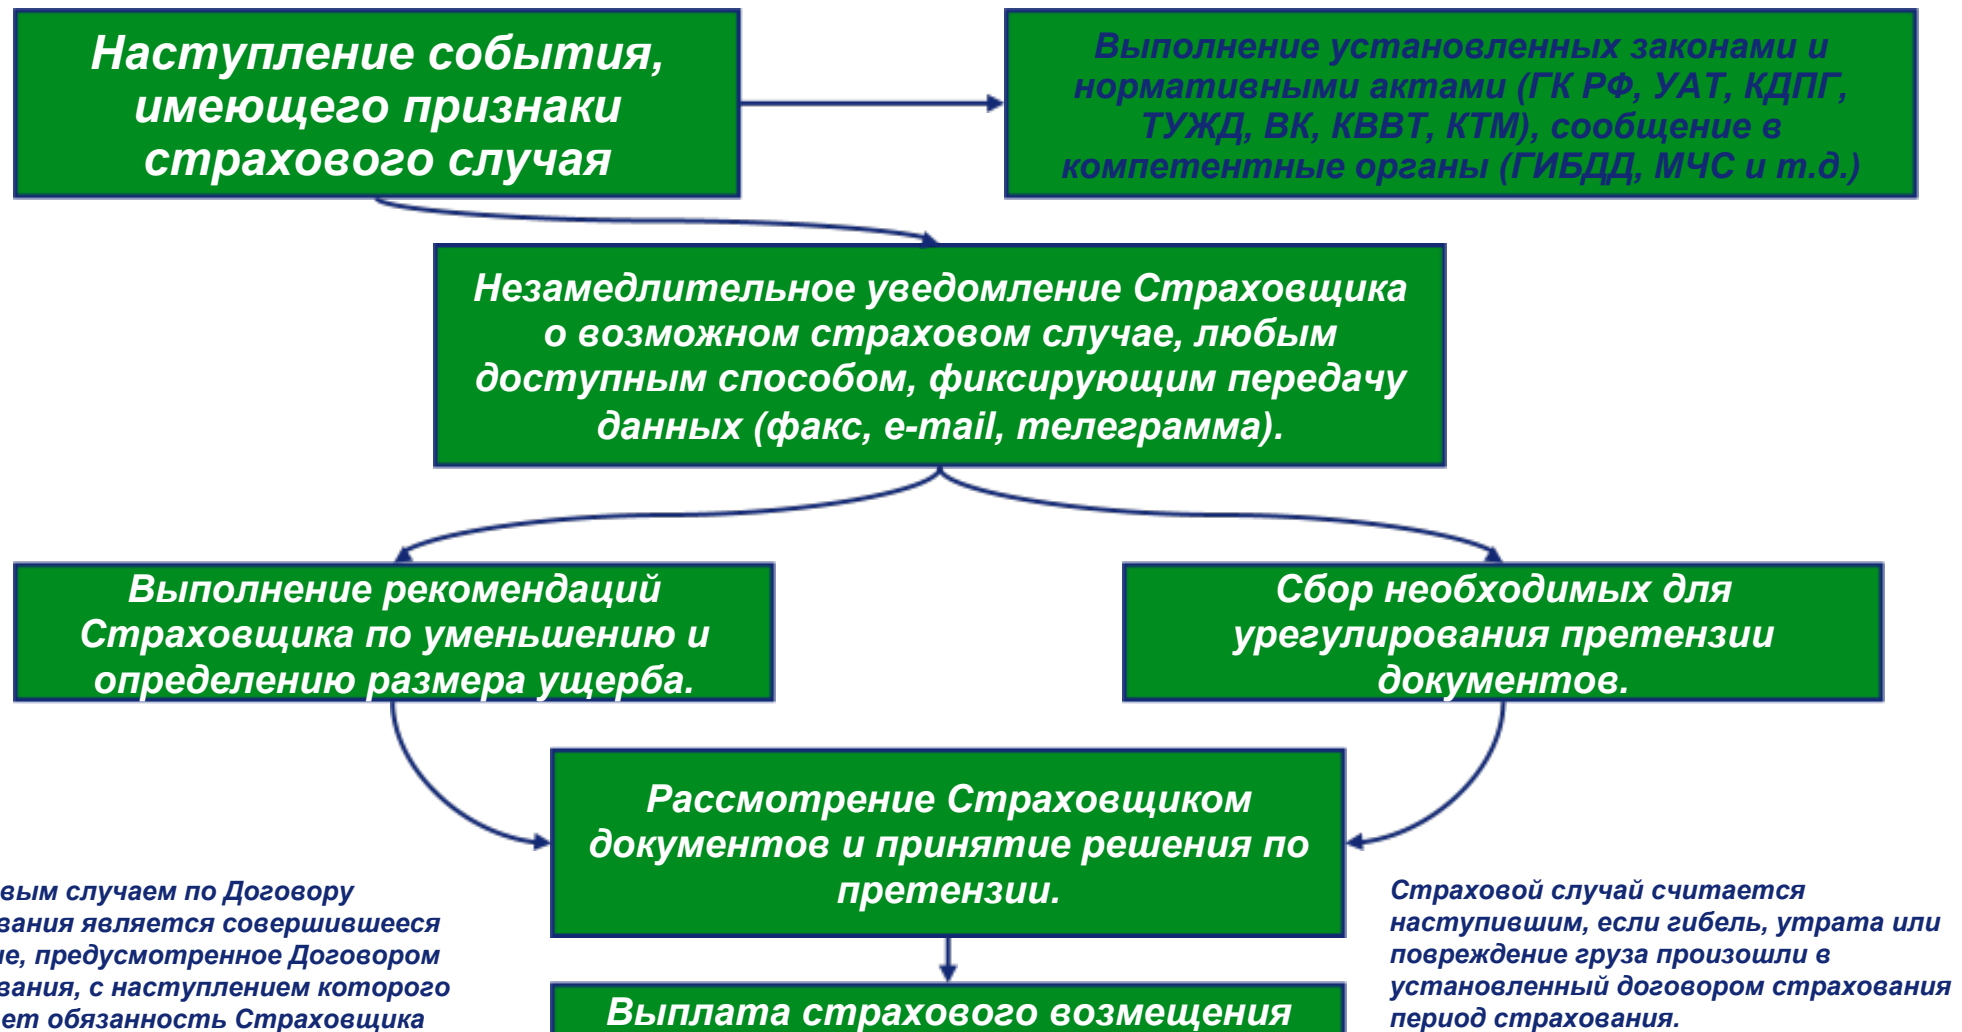 Наступление события,
имеющего признаки
страхового случая
Выполнение установленных законами и
нормативными актами (ГК РФ, УАТ, КДПГ,
ТУЖД, ВК, КВВТ, КТМ), сообщение в
компетентные органы (ГИБДД, МЧС и т.д.)
Незамедлительное уведомление Страховщика
о возможном страховом случае, любым
доступным способом, фиксирующим передачу
данных (факс, e-mail, телеграмма).
Выполнение рекомендаций
Страховщика по уменьшению и
определению размера ущерба.
Сбор необходимых для
урегулирования претензии
документов.
Рассмотрение Страховщиком
документов и принятие решения по
претензии.
вым случаем по Договору
вания является совершившееся
ие, предусмотренное Договором
вания, с наступлением которого
ет обязанность Страховщика
Выплата страхового возмещения
Страховой случай считается
наступившим, если гибель, утрата или
повреждение груза произошли в
установленный договором страхования
период страхования.